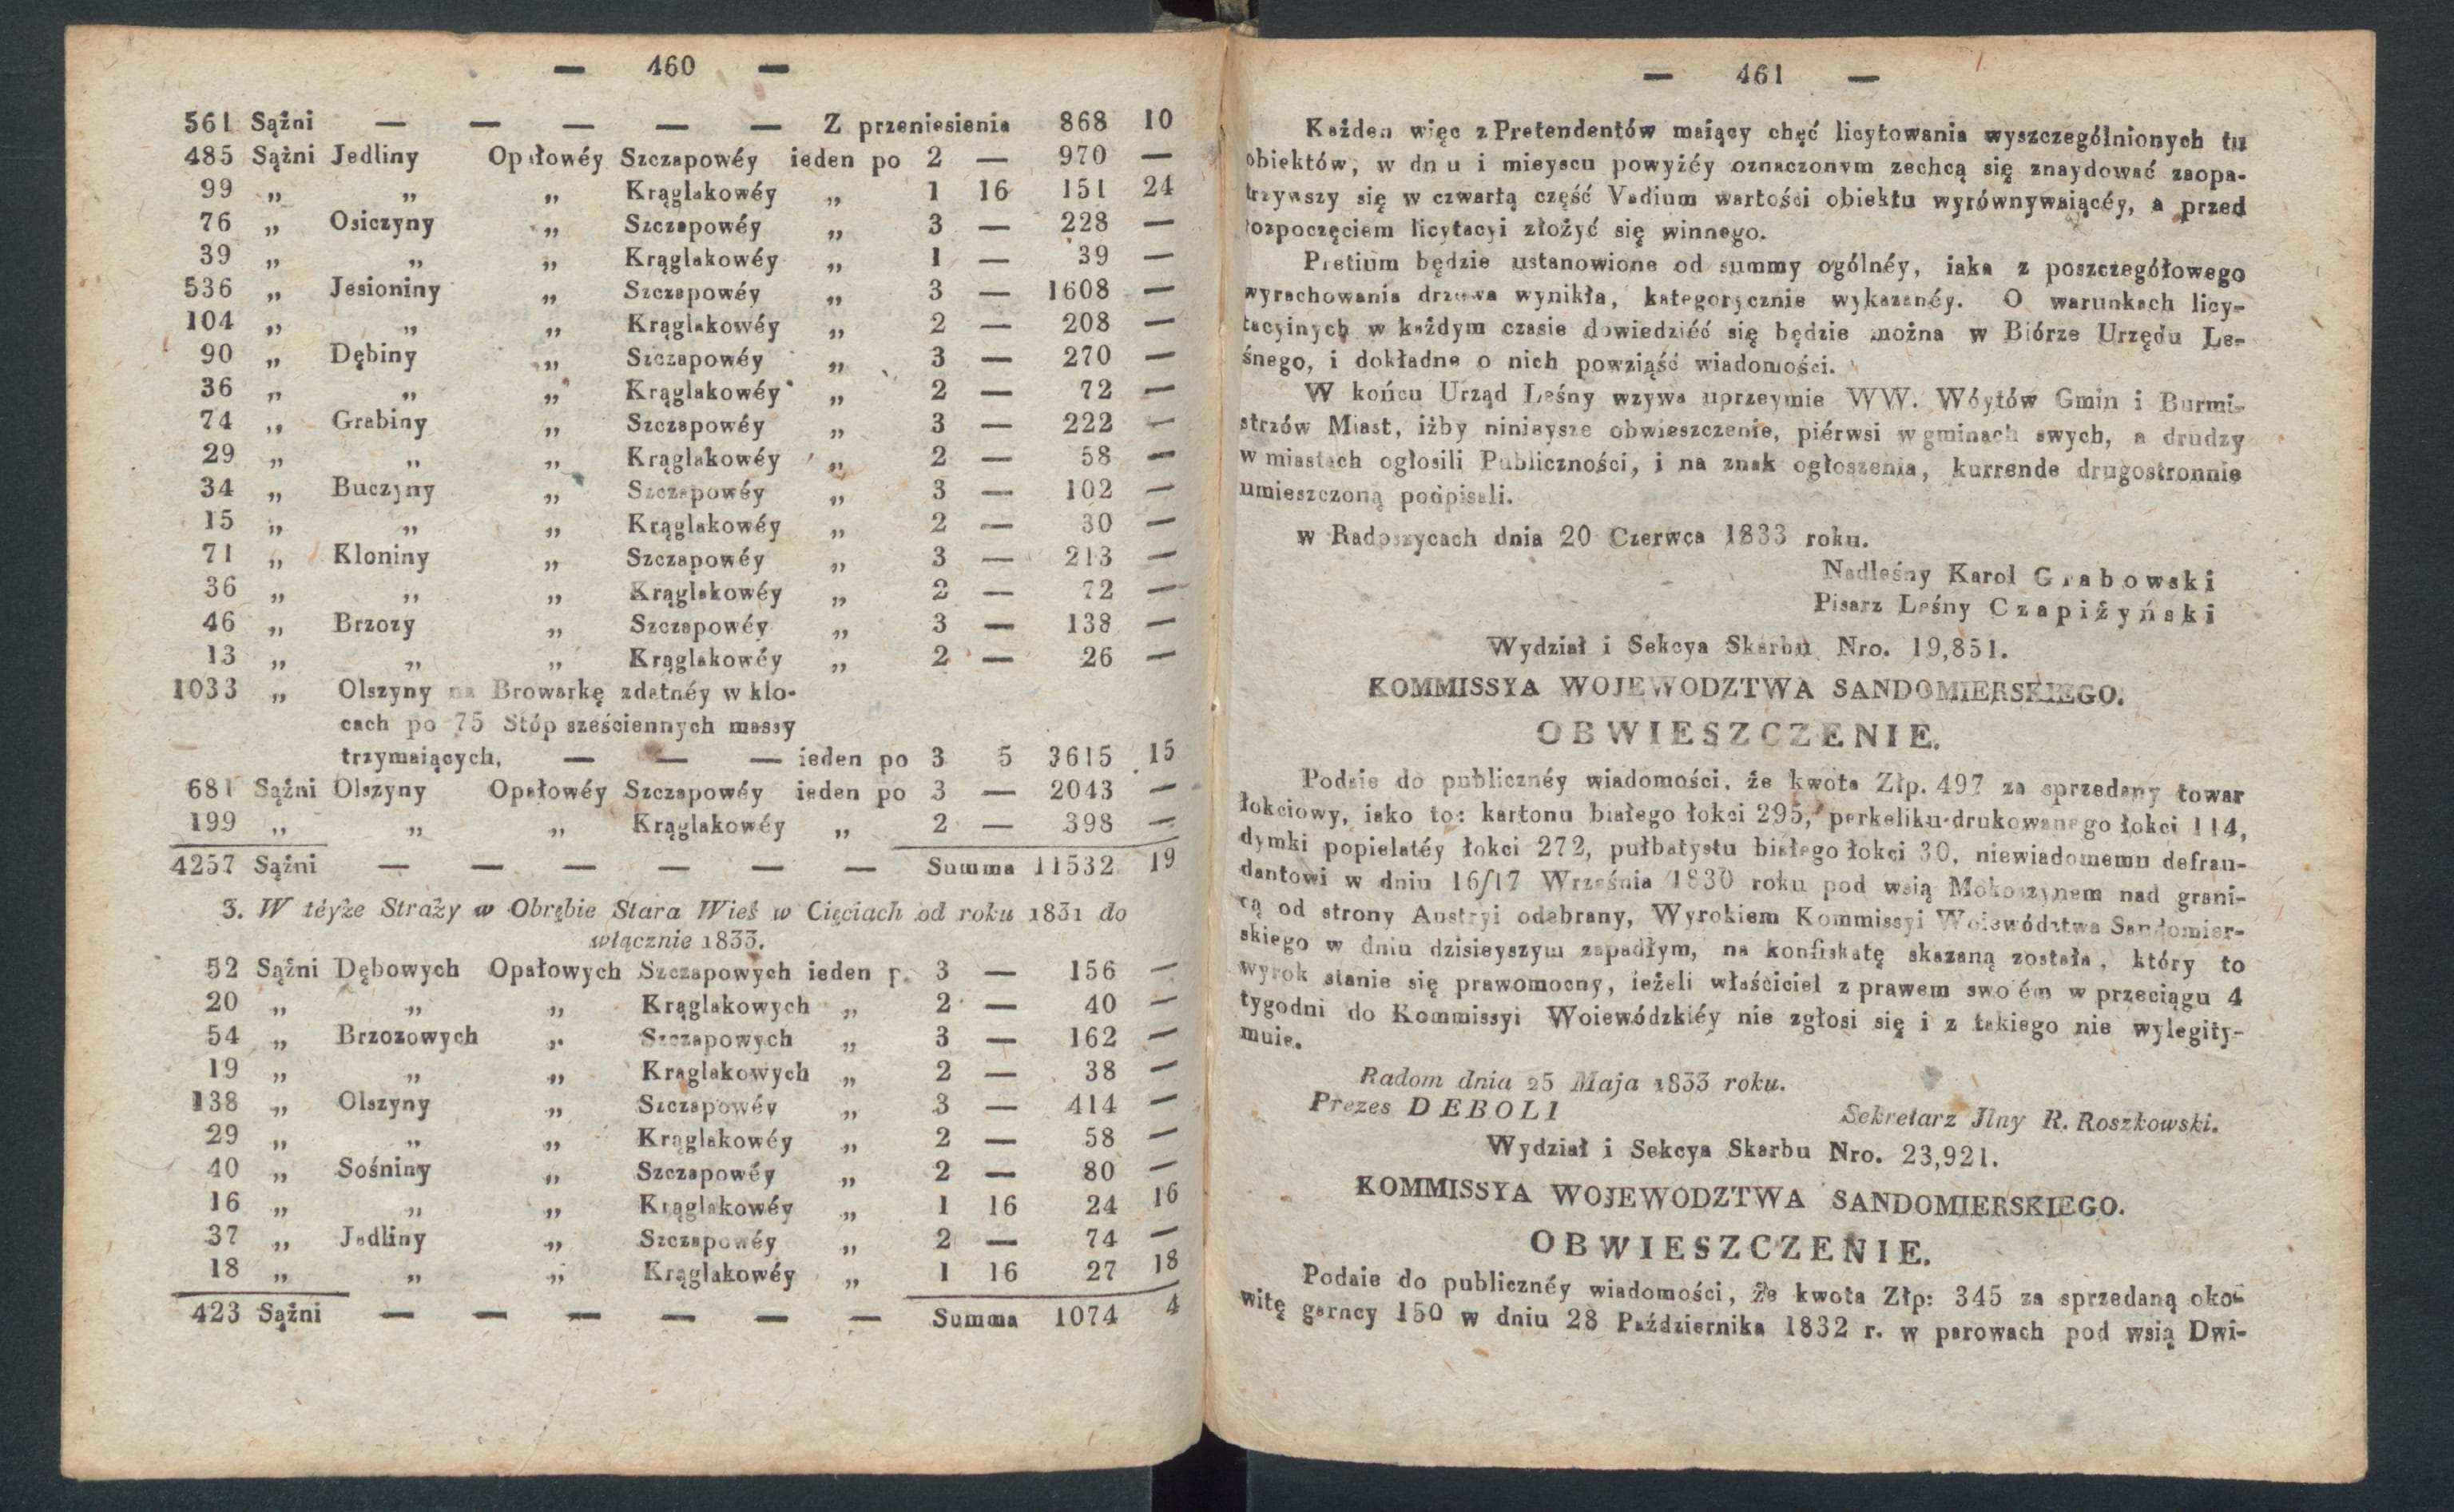 — 460 —
561 Sążni — — — — — Z przeniesienia 868 10
485 Sążni Jedliny Opałowéy Szczapowéy ieden po 2 — 970 —
99 „ „ „ Krąglakowéy „ 1 16 151 24
76 „ Osiczyny „ Szczapowéy „ 3 — 228 —
39 „ „ „ Krąglakowéy „ 1 — 39 —
536 „ Jesioniny „ Szczapowéy „ 3 — 1608 —
104 „ „ „ Krąglakowéy „ 2 — 208 —
90 „ Dębiny „ Szczapowéy „ 3 — 270 —
36 „ „ „ Krąglakowéy „ 2 — 72 —
74 „ Grabiny „ Szczapowéy „ 3 — 222 —
29 „ „ „ Krąglakowéy „ 2 — 58 —
34 „ Buczyny „ Szczapowéy „ 3 — 102 —
15 „ „ „ Krąglakowéy „ 2 — 30 —
71 „ Kloniny „ Szczapowéy „ 3 — 213 —
36 „ „ „ Krąglakowéy „ 2 — 72 —
46 „ Brzozy „ Szczapowéy „ 3 — 138 —
13 „ „ „ Krąglakowéy „ 2 — 26 —
1033 „ Olszyny na Browarkę zdatnéy w klo-
cach po 75 Stóp sześciennych massy
trzymaiących, — — — ieden po 3 5 3615 15
681 Sążni Olszyny Opałowéy Szczapowéy ieden po 3 — 2043 —
199 „ „ „ Krąglakowéy „ 2 — 398 —
4257 Sążni — — — — — — Summa 11532 19
3. W téyże Straży w Obrębie Stara Wieś w Cięciach od roku 1831 do
włącznie 1833.
52 Sążni Dębowych Opałowych Szczapowych ieden p. 3 — 156 —
20 „ „ „ Krąglakowych „ 2 — 40 —
54 „ Brzozowych „ Szczapowych „ 3 — 162 —
19 „ „ „ Krąglakowych „ 2 — 38 —
138 „ Olszyny „ Szczapowéy „ 3 — 414 —
29 „ „ „ Krąglakowéy „ 2 — 58 —
40 „ Sośniny „ Szczapowéy „ 2 — 80 —
16 „ „ „ Krąglakowéy „ 1 16 24 16
37 „ Jedliny „ Szczapowéy „ 2 — 74 —
18 „ „ „ Krąglakowéy „ 1 16 27 18
423 Sążni — — — — — — Summa 1074 4
— 461 —
Każden więc z Pretendentów maiący chęć licytowania wyszczególnionych tu
obiektów, w dnu i mieyscu powyżéy oznaczonym zechcą się znaydować zaopa-
trzywszy się w czwartą część Vadium wartości obiektu wyrównywaiącéy, a przed
rozpoczęciem licytacyi złożyć się winnego.
Pretium będzie ustanowione od summy ogólnéy, iaka z poszczegółowego
wyrachowania drzewa wynikła, kategorycznie wykazanéy. O warunkach licy-
tacyinych w każdym czasie dowiedziéć się będzie można w Biórze Urzędu Le-
śnego, i dokładne o nich powziąść wiadomości.
W końcu Urząd Leśny wzywa uprzeymie WW. Wóytów Gmin i Burmi-
strzów Miast, iżby ninieysze obwieszczenie, piérwsi w gminach swych, a drudzy
w miastach ogłosili Publiczności, i na znak ogłoszenia, kurrende drugostronnie
umieszczoną podpisali.
w Radoszycach dnia 20 Czerwca 1833 roku.
Nadleśny Karol Grabowski
Pisarz Leśny Czapiżyński
Wydział i Sekcya Skarbu Nro. 19,851.
KOMMISSYA WOJEWODZTWA SANDOMIERSKIEGO.
OBWIESZCZENIE.
Podaie do publicznéy wiadomości, że kwota Złp. 497 za sprzedany towar
łokciowy, iako to: kartonu białego łokci 295, perkeliku drukowanego łokci 114,
dymki popielatéy łokci 272, pułbatystu białego łokci 30, niewiadomemu defrau-
dantowi w dniu 16/17 Września 1830 roku pod wsią Mokoszynem nad grani-
cą od strony Austryi odebrany, Wyrokiem Kommissyi Woiewództwa Sandomier-
skiego w dniu dzisieyszym zapadłym, na konfiskatę skazaną została, który to
wyrok stanie się prawomocny, ieżeli właściciel z prawem swoém w przeciągu 4
tygodni do Kommissyi Woiewódzkiéy nie zgłosi się i z takiego nie wylegity-
muie.
Radom dnia 25 Maja 1833 roku.
Prezes DEBOLI Sekretarz Jlny R. Roszkowski.
Wydział i Sekcya Skarbu Nro. 23,921.
KOMMISSYA WOJEWODZTWA SANDOMIERSKIEGO.
OBWIESZCZENIE.
Podaie do publicznéy wiadomości, że kwota Złp: 345 za sprzedaną oko-
witę garncy 150 w dniu 28 Października 1832 r. w parowach pod wsią Dwi-